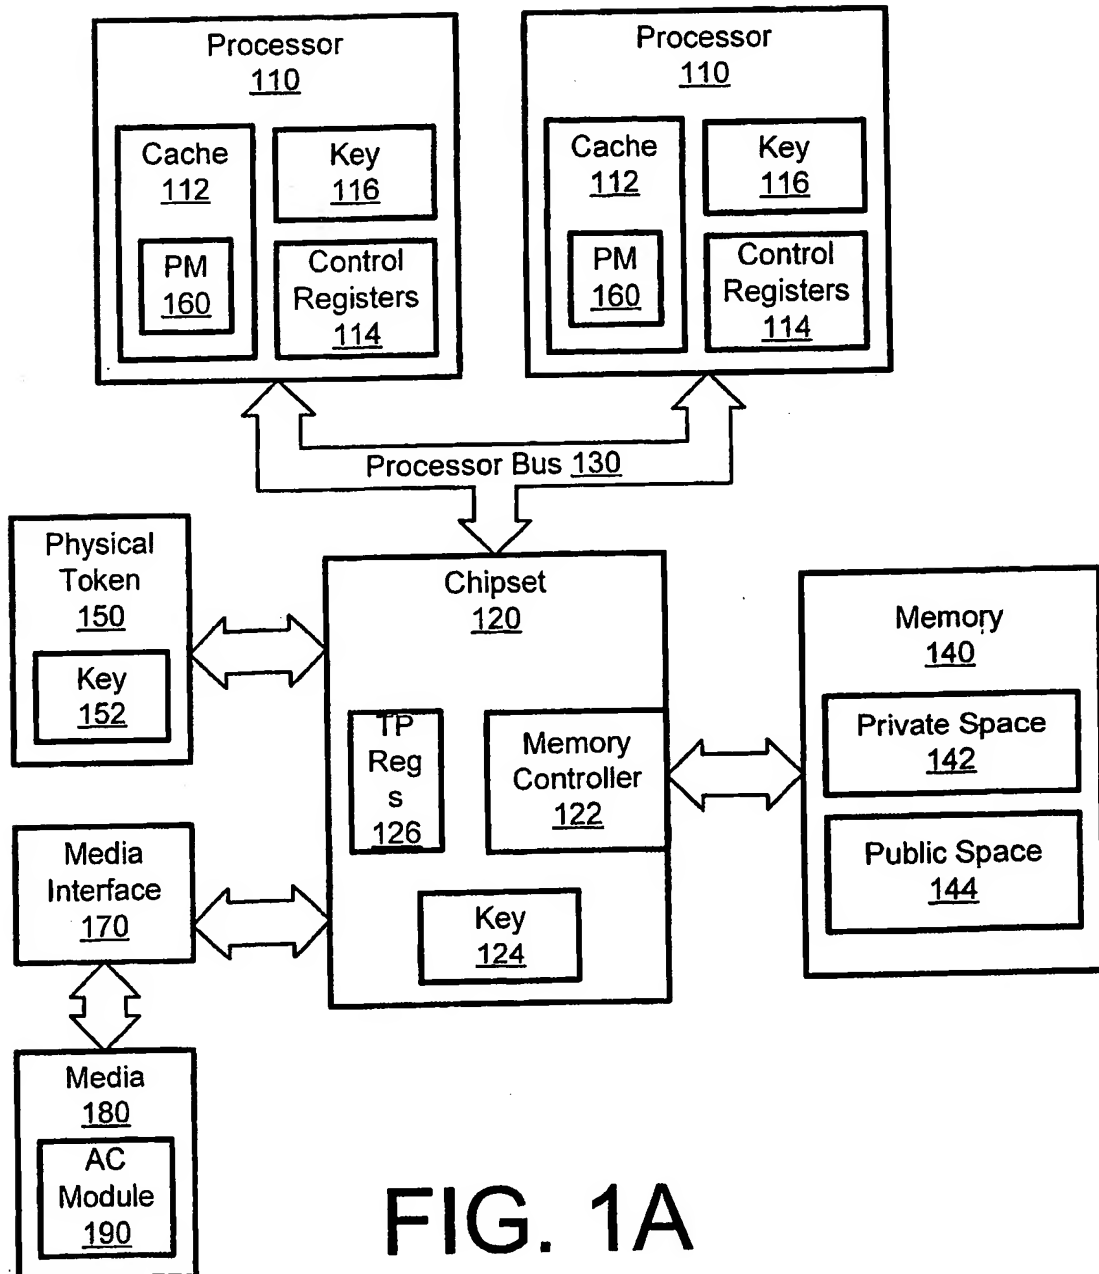 Processor
110
Cache
112
PM
160
Key
116
Control
Registers
114
Processor
110
Cache
112
PM
160
Key
116
Control
Registers
114
Processor Bus 130
Physical
Token
150
Key
152
Chipset
120
TP
Reg
s
126
Memory
Controller
122
Key
124
Memory
140
Private Space
142
Public Space
144
Media
Interface
170
Media
180
AC
Module
190
FIG. 1A